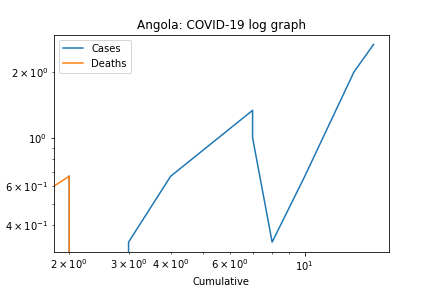 Angola: COVID-19 log graph
Cases
Deaths
2 × 10⁰
10⁰
6 × 10⁻¹
4 × 10⁻¹
2 × 10⁰ 3 × 10⁰ 4 × 10⁰ 6 × 10⁰ 10¹
Cumulative